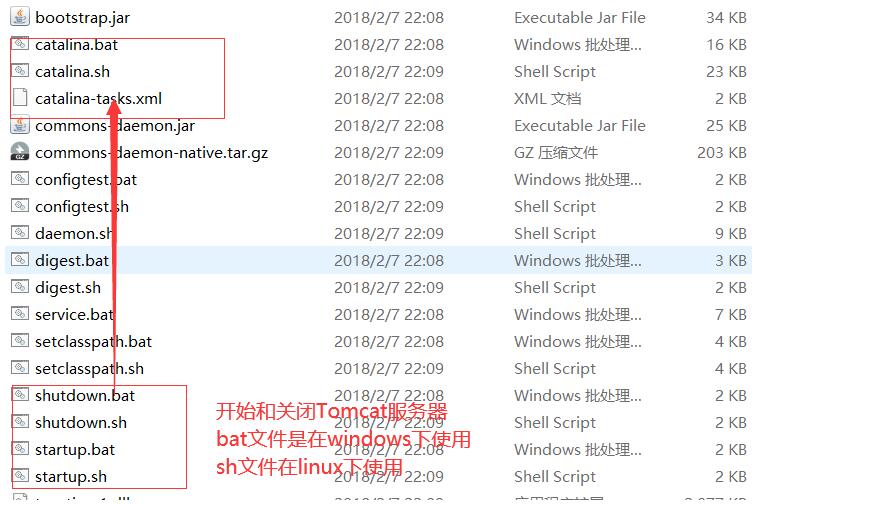 bootstrap.jar 2018/2/7 22:08 Executable Jar File 34 KB
catalina.bat 2018/2/7 22:08 Windows 批处理... 16 KB
catalina.sh 2018/2/7 22:09 Shell Script 23 KB
catalina-tasks.xml 2018/2/7 22:09 XML 文档 2 KB
commons-daemon.jar 2018/2/7 22:08 Executable Jar File 25 KB
commons-daemon-native.tar.gz 2018/2/7 22:09 GZ 压缩文件 203 KB
configtest.bat 2018/2/7 22:08 Windows 批处理... 2 KB
configtest.sh 2018/2/7 22:09 Shell Script 2 KB
daemon.sh 2018/2/7 22:09 Shell Script 9 KB
digest.bat 2018/2/7 22:08 Windows 批处理... 3 KB
digest.sh 2018/2/7 22:09 Shell Script 2 KB
service.bat 2018/2/7 22:08 Windows 批处理... 7 KB
setclasspath.bat 2018/2/7 22:08 Windows 批处理... 4 KB
setclasspath.sh 2018/2/7 22:09 Shell Script 4 KB
shutdown.bat 2018/2/7 22:08 Windows 批处理... 2 KB
shutdown.sh 2018/2/7 22:09 Shell Script 2 KB
startup.bat 2018/2/7 22:08 Windows 批处理... 2 KB
startup.sh 2018/2/7 22:09 Shell Script 2 KB
开始和关闭Tomcat服务器
bat文件是在windows下使用
sh文件在linux下使用